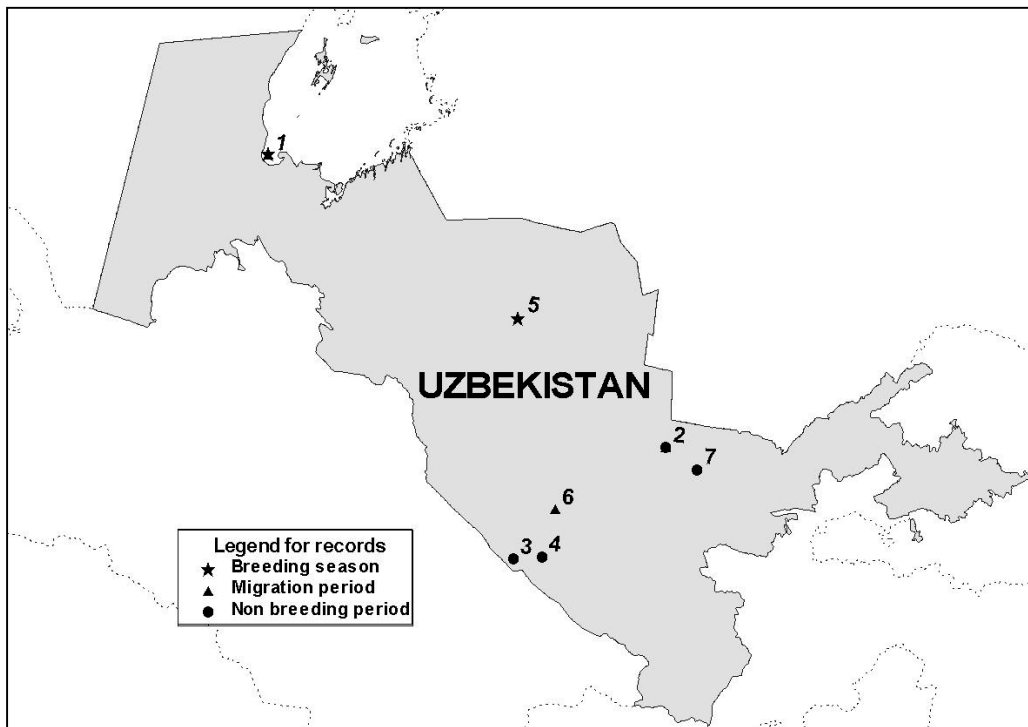 1
5
UZBEKISTAN
2
7
6
3 4
Legend for records
Breeding season
Migration period
Non breeding period